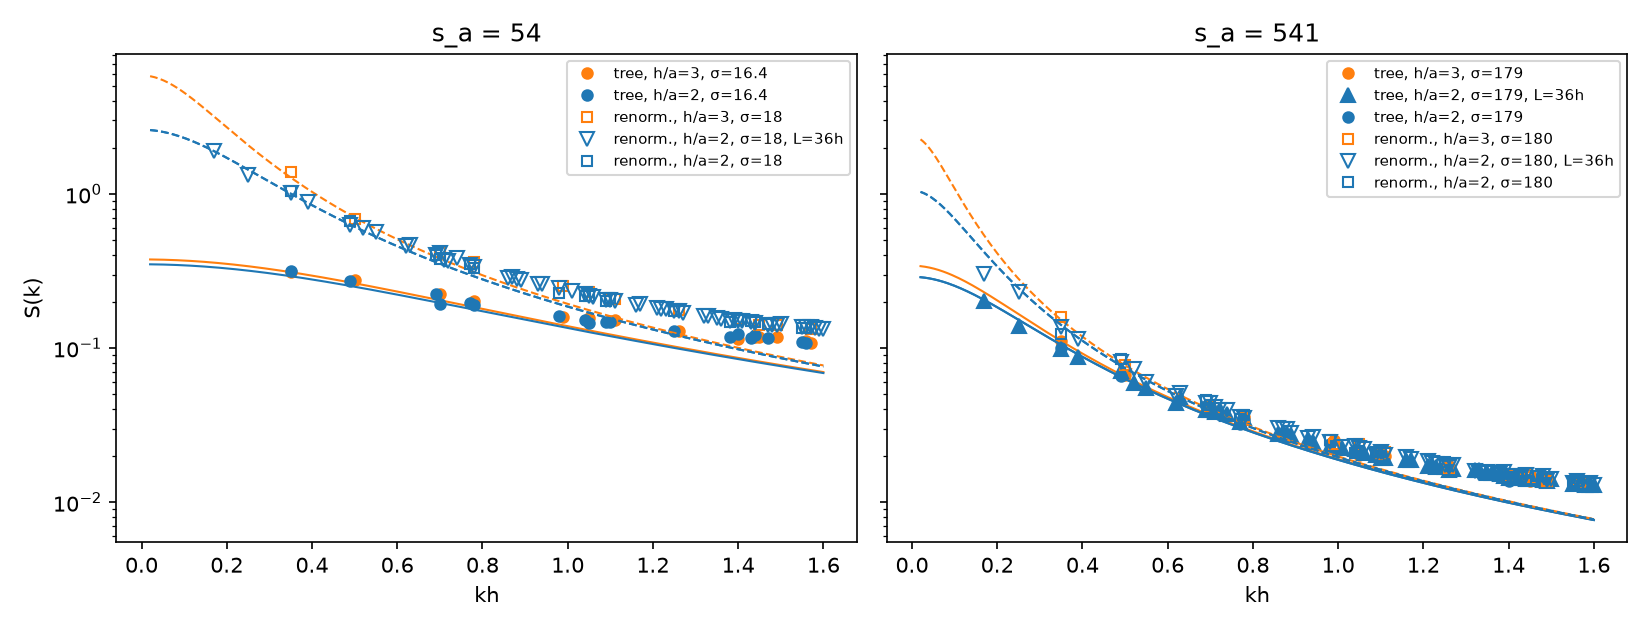 s_a = 54
tree, h/a=3, σ=16.4
tree, h/a=2, σ=16.4
renorm., h/a=3, σ=18
renorm., h/a=2, σ=18, L=36h
renorm., h/a=2, σ=18
S(k)
10⁰
10⁻¹
10⁻²
0.0 0.2 0.4 0.6 0.8 1.0 1.2 1.4 1.6
kh
s_a = 541
tree, h/a=3, σ=179
tree, h/a=2, σ=179, L=36h
tree, h/a=2, σ=179
renorm., h/a=3, σ=180
renorm., h/a=2, σ=180, L=36h
renorm., h/a=2, σ=180
0.0 0.2 0.4 0.6 0.8 1.0 1.2 1.4 1.6
kh